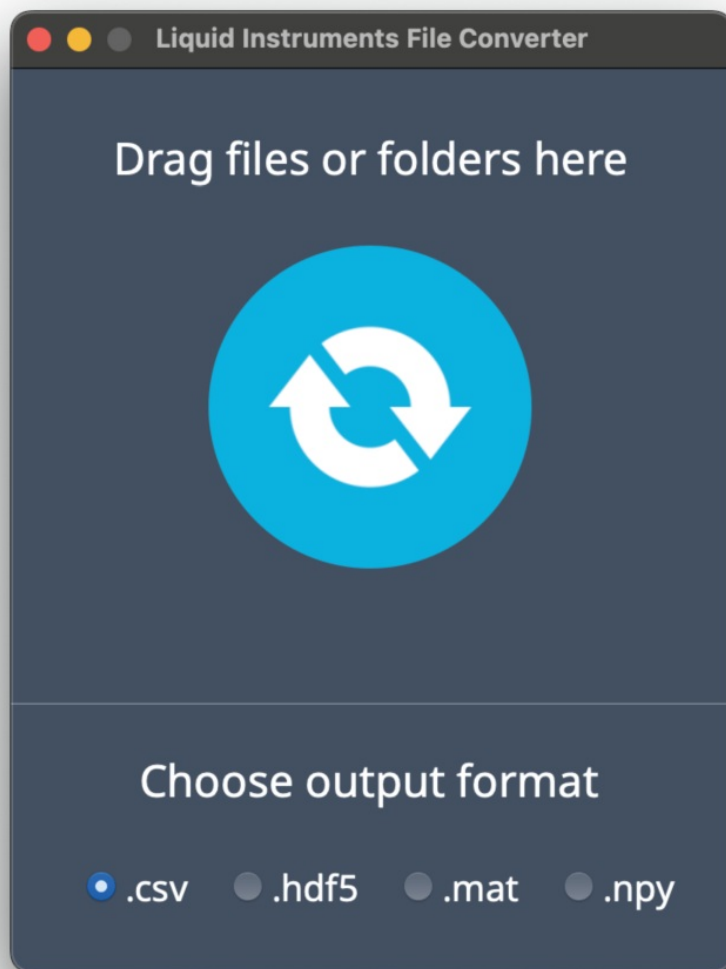 Liquid Instruments File Converter
Drag files or folders here
Choose output format
.csv .hdf5 .mat .npy